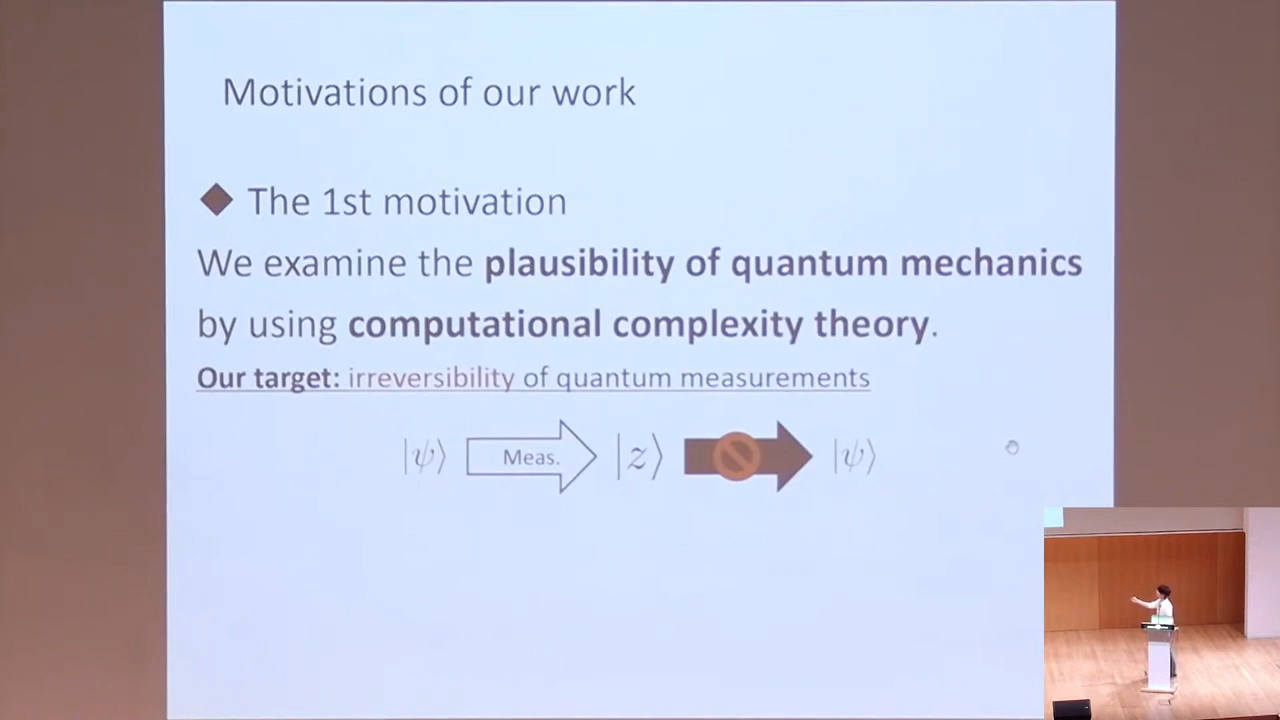 Motivations of our work
◆ The 1st motivation
We examine the plausibility of quantum mechanics
by using computational complexity theory.
Our target: irreversibility of quantum measurements
|ψ⟩ Meas. |z⟩ |ψ⟩